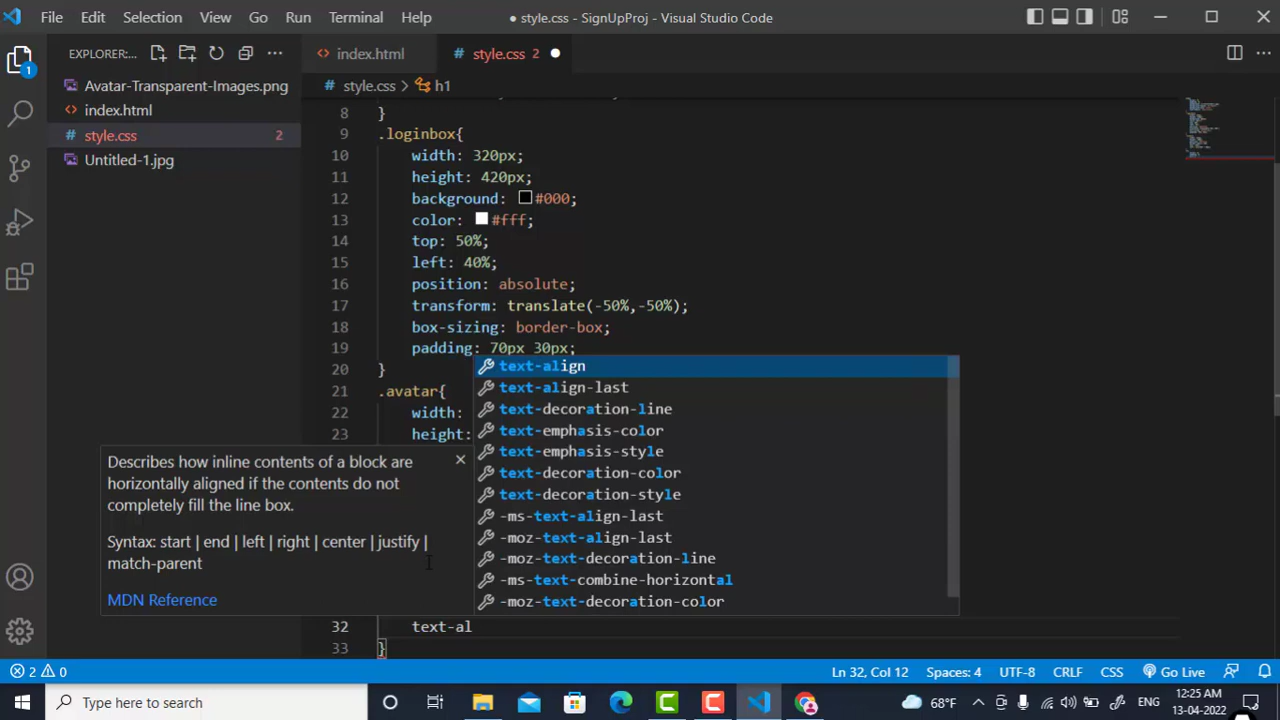 File Edit Selection View Go Run Terminal Help
● style.css - SignUpProj - Visual Studio Code
EXPLORER: ...
index.html
style.css 2
Avatar-Transparent-Images.png
index.html
style.css 2
Untitled-1.jpg
1
style.css > h1
8 }
9 .loginbox{
10 width: 320px;
11 height: 420px;
12 background: #000;
13 color: #fff;
14 top: 50%;
15 left: 40%;
16 position: absolute;
17 transform: translate(-50%,-50%);
18 box-sizing: border-box;
19 padding: 70px 30px;
20 }
21 .avatar{
22 width:
23 height:
text-align
text-align-last
text-decoration-line
text-emphasis-color
text-emphasis-style
text-decoration-color
text-decoration-style
-ms-text-align-last
-moz-text-align-last
-moz-text-decoration-line
-ms-text-combine-horizontal
-moz-text-decoration-color
Describes how inline contents of a block are
horizontally aligned if the contents do not
completely fill the line box.
Syntax: start | end | left | right | center | justify |
match-parent
MDN Reference
32 text-al
33 }
2 0
Ln 32, Col 12 Spaces: 4 UTF-8 CRLF CSS Go Live
Type here to search
68°F
12:25 AM
13-04-2022